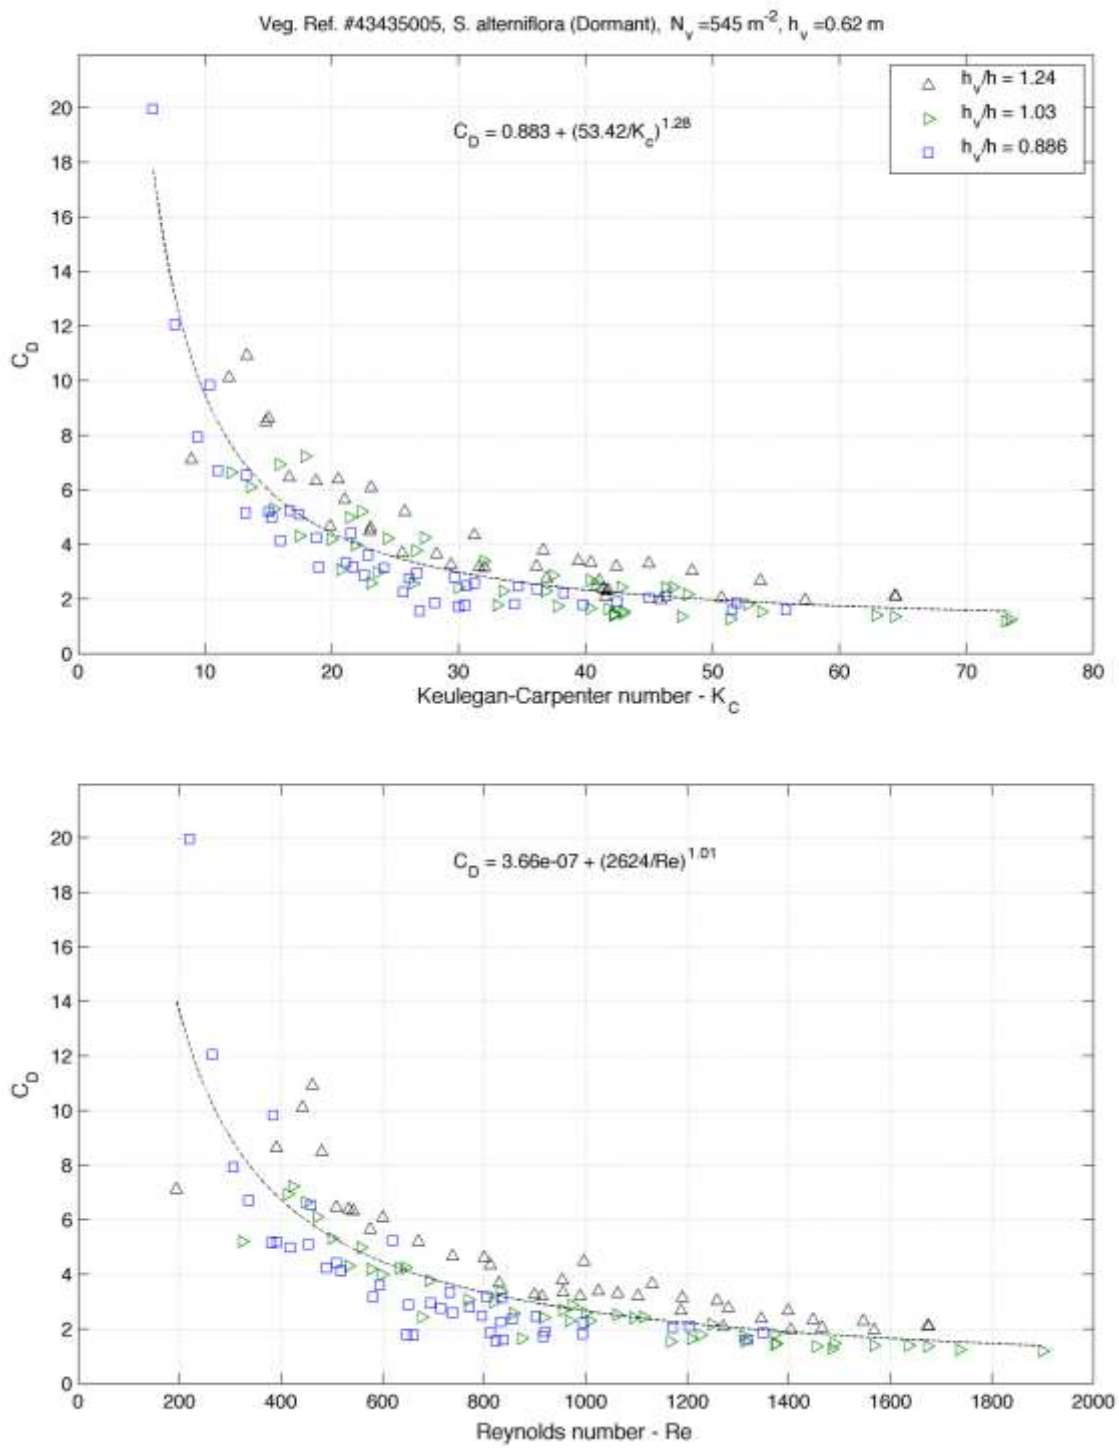 Veg. Ref. #43435005, S. alterniflora (Dormant), N_v =545 m^-2, h_v =0.62 m
h_v/h = 1.24
h_v/h = 1.03
h_v/h = 0.886
C_D = 0.883 + (53.42/K_c)^1.28
20
18
16
14
12
10
8
6
4
2
0
C_D
0 10 20 30 40 50 60 70 80
Keulegan-Carpenter number - K_C
C_D = 3.66e-07 + (2624/Re)^1.01
20
18
16
14
12
10
8
6
4
2
0
C_D
0 200 400 600 800 1000 1200 1400 1600 1800 2000
Reynolds number - Re